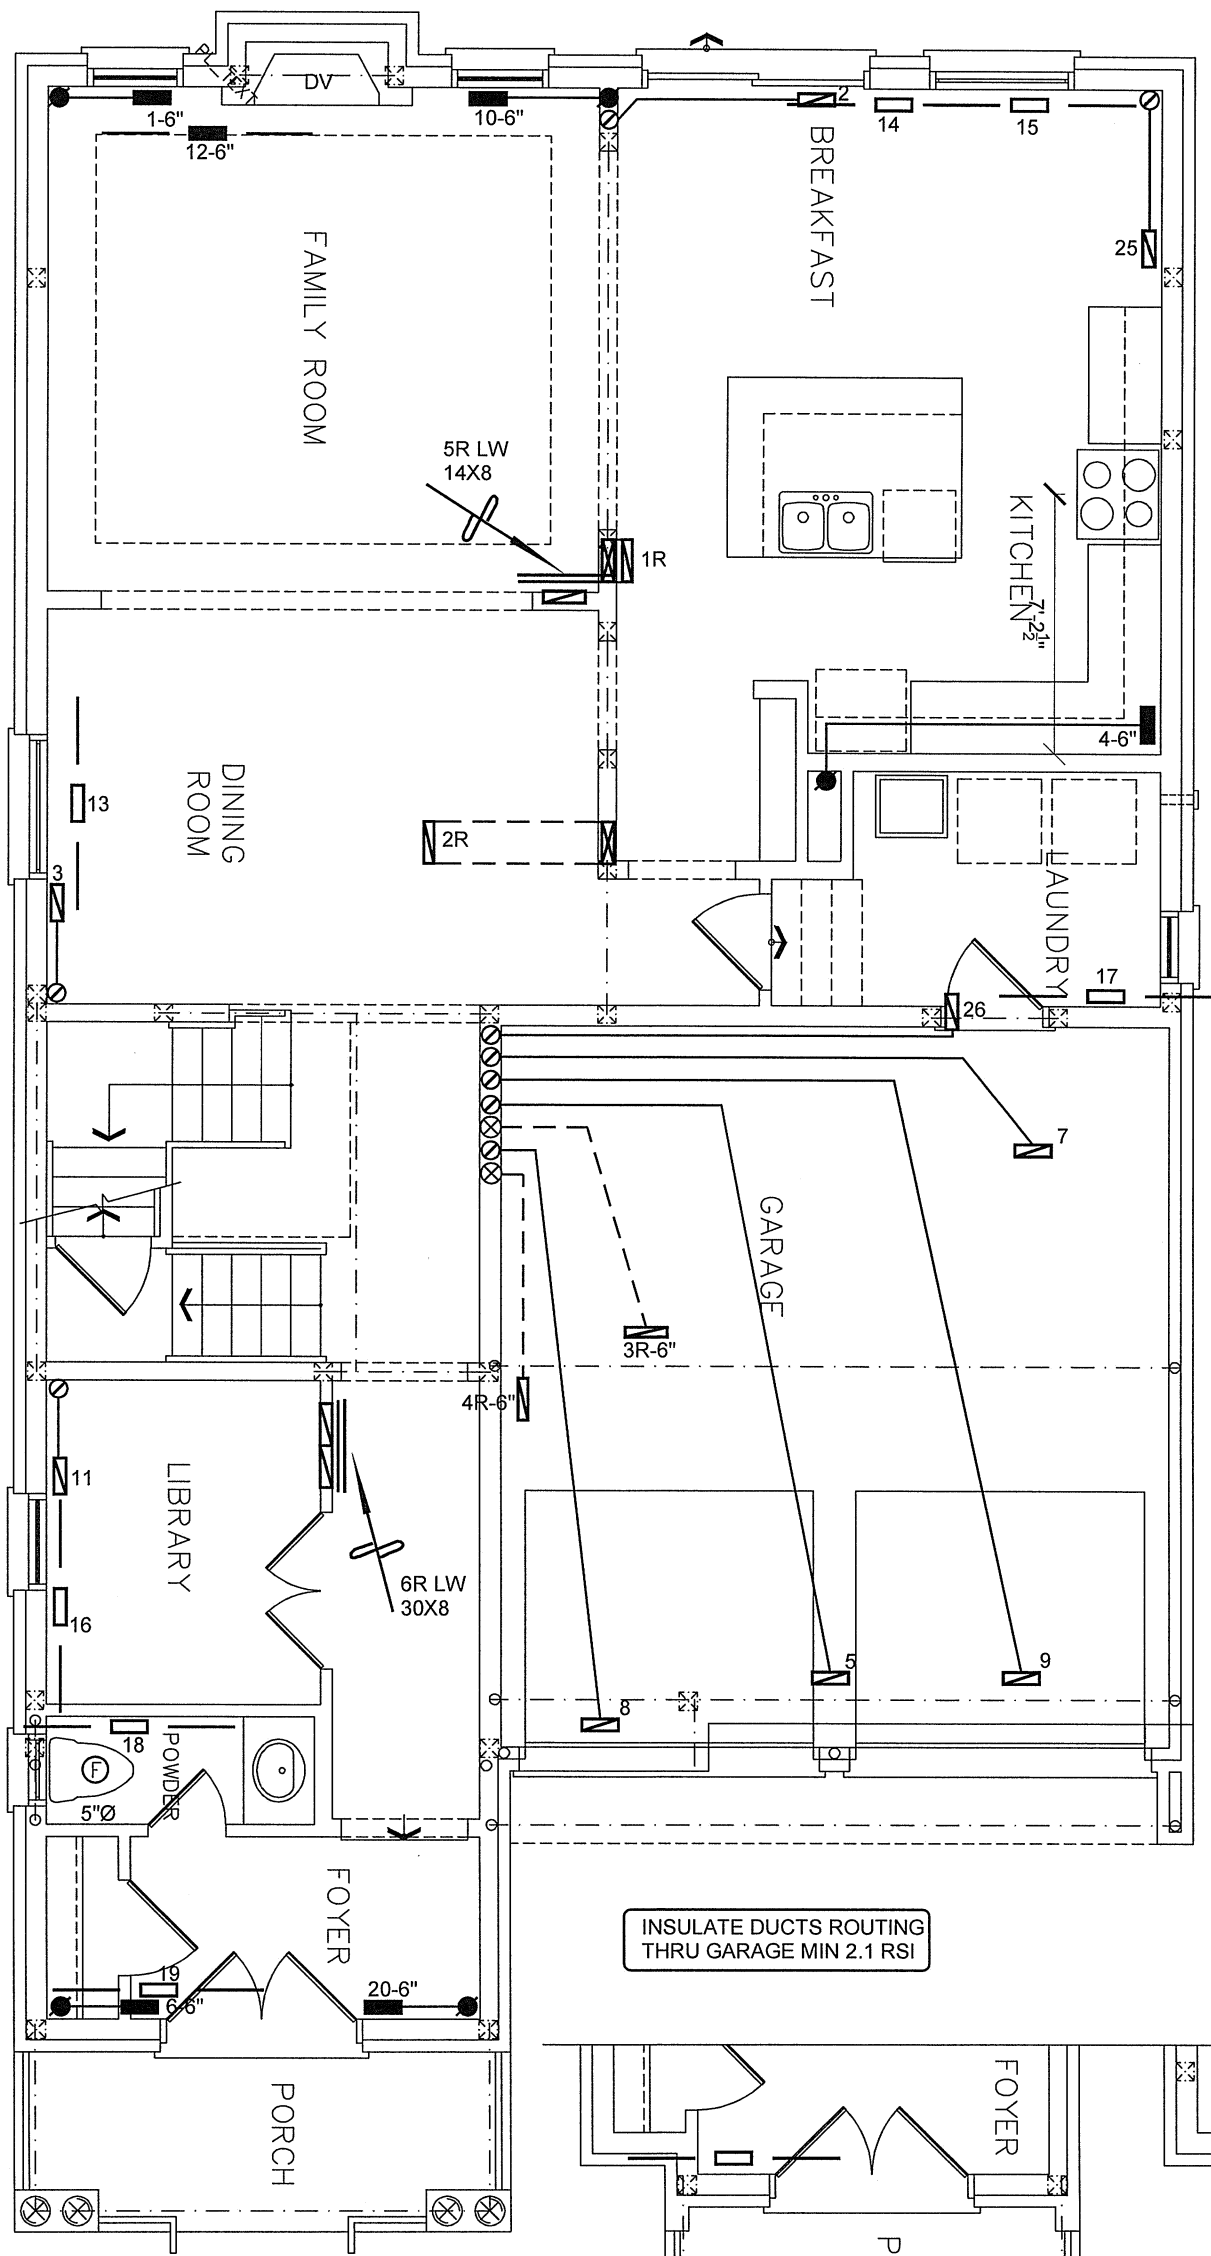 DV
1-6"
12-6"
10-6"
2
14
15
BREAKFAST
25
FAMILY ROOM
5R LW
14X8
1R
KITCHEN
7'-2½"
4-6"
DINING
ROOM
13
2R
3
LAUNDRY
17
26
7
GARAGE
3R-6"
4R-6"
LIBRARY
11
6R LW
30X8
16
5
9
8
18
POWDER
F
5"Ø
FOYER
INSULATE DUCTS ROUTING
THRU GARAGE MIN 2.1 RSI
19
6-6"
20-6"
PORCH
FOYER
P